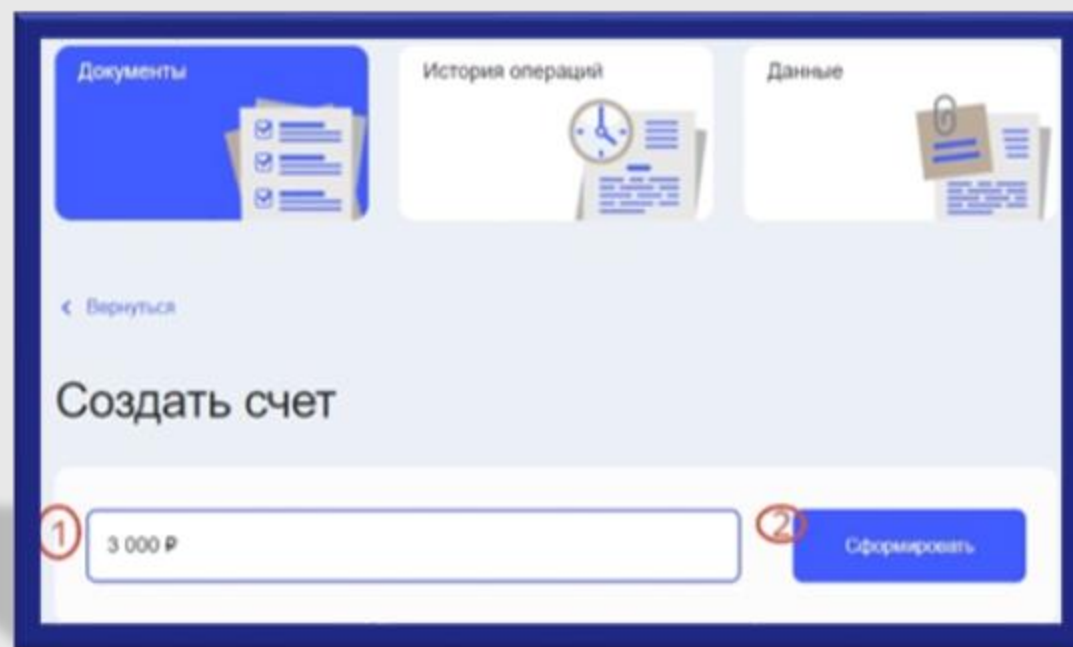 Документы
История операций
Данные
Вернуться
Создать счет
1
3 000 ₽
2
Сформировать